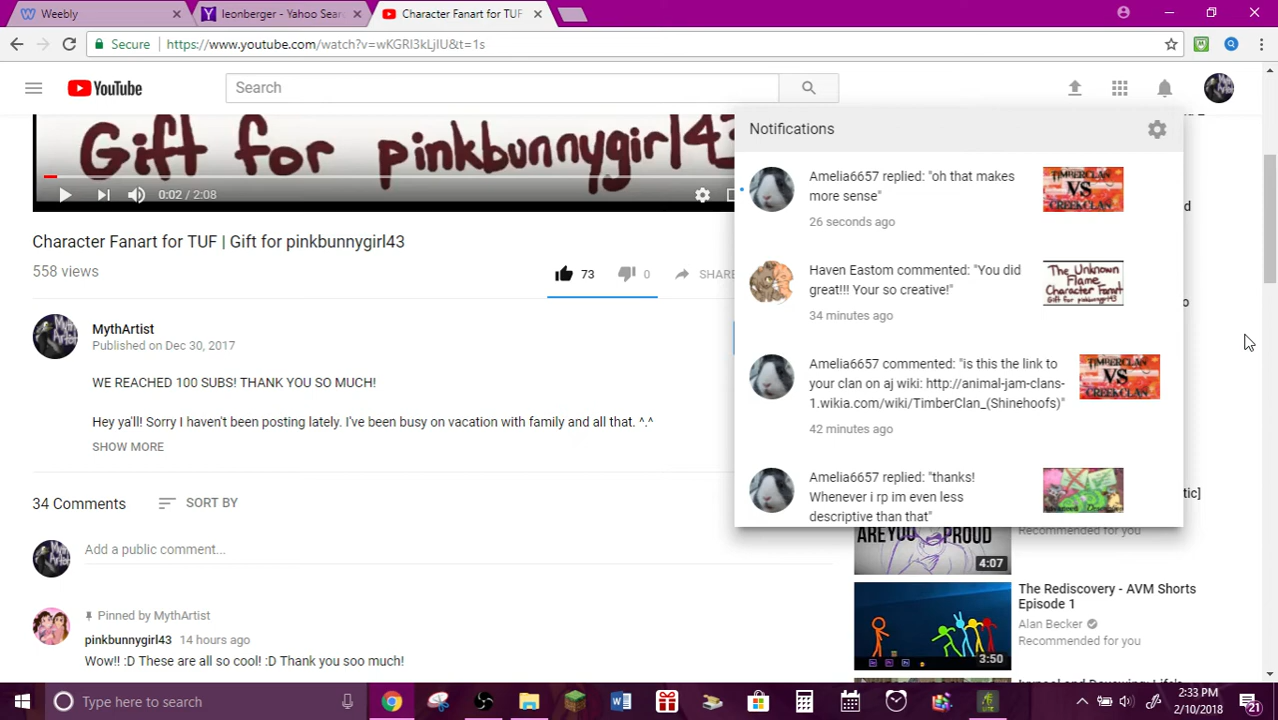 Weebly
leonberger - Yahoo Sear
Character Fanart for TUF
Secure
https://www.youtube.com/watch?v=wKGRI3kLjIU&t=1s
YouTube
Search
Gift for pinkbunnygirl43
0:02 / 2:08
Character Fanart for TUF | Gift for pinkbunnygirl43
558 views
73
0
SHARE
MythArtist
Published on Dec 30, 2017
WE REACHED 100 SUBS! THANK YOU SO MUCH!
Hey ya'll! Sorry I haven't been posting lately. I've been busy on vacation with family and all that. ^.^
SHOW MORE
34 Comments
SORT BY
Add a public comment...
Pinned by MythArtist
pinkbunnygirl43 14 hours ago
Wow!! :D These are all so cool! :D Thank you soo much!
Notifications
Amelia6657 replied: "oh that makes
more sense"
26 seconds ago
TIMBERCLAN
VS
CREEKCLAN
Haven Eastom commented: "You did
great!!! Your so creative!"
34 minutes ago
The Unknown
Flame
Character Fanart
Gift for pinkbunnygirl43
Amelia6657 commented: "is this the link to
your clan on aj wiki: http://animal-jam-clans-
1.wikia.com/wiki/TimberClan_(Shinehoofs)"
42 minutes ago
TIMBERCLAN
VS
CREEKCLAN
Amelia6657 replied: "thanks!
Whenever i rp im even less
descriptive than that"
tic]
ARE YOU PROUD
4:07
Recommended for you
The Rediscovery - AVM Shorts
Episode 1
Alan Becker
Recommended for you
3:50
Type here to search
2:33 PM
2/10/2018
21